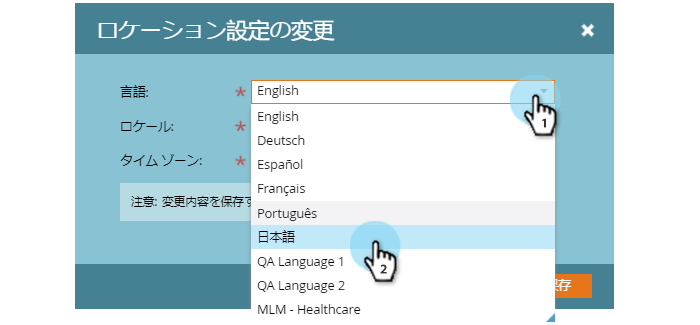 ロケーション設定の変更
言語: * English
English
1
ロケール: *
Deutsch
タイム ゾーン: *
Español
Français
注意: 変更内容を保存す
Português
日本語
2
QA Language 1
QA Language 2
保存
MLM - Healthcare